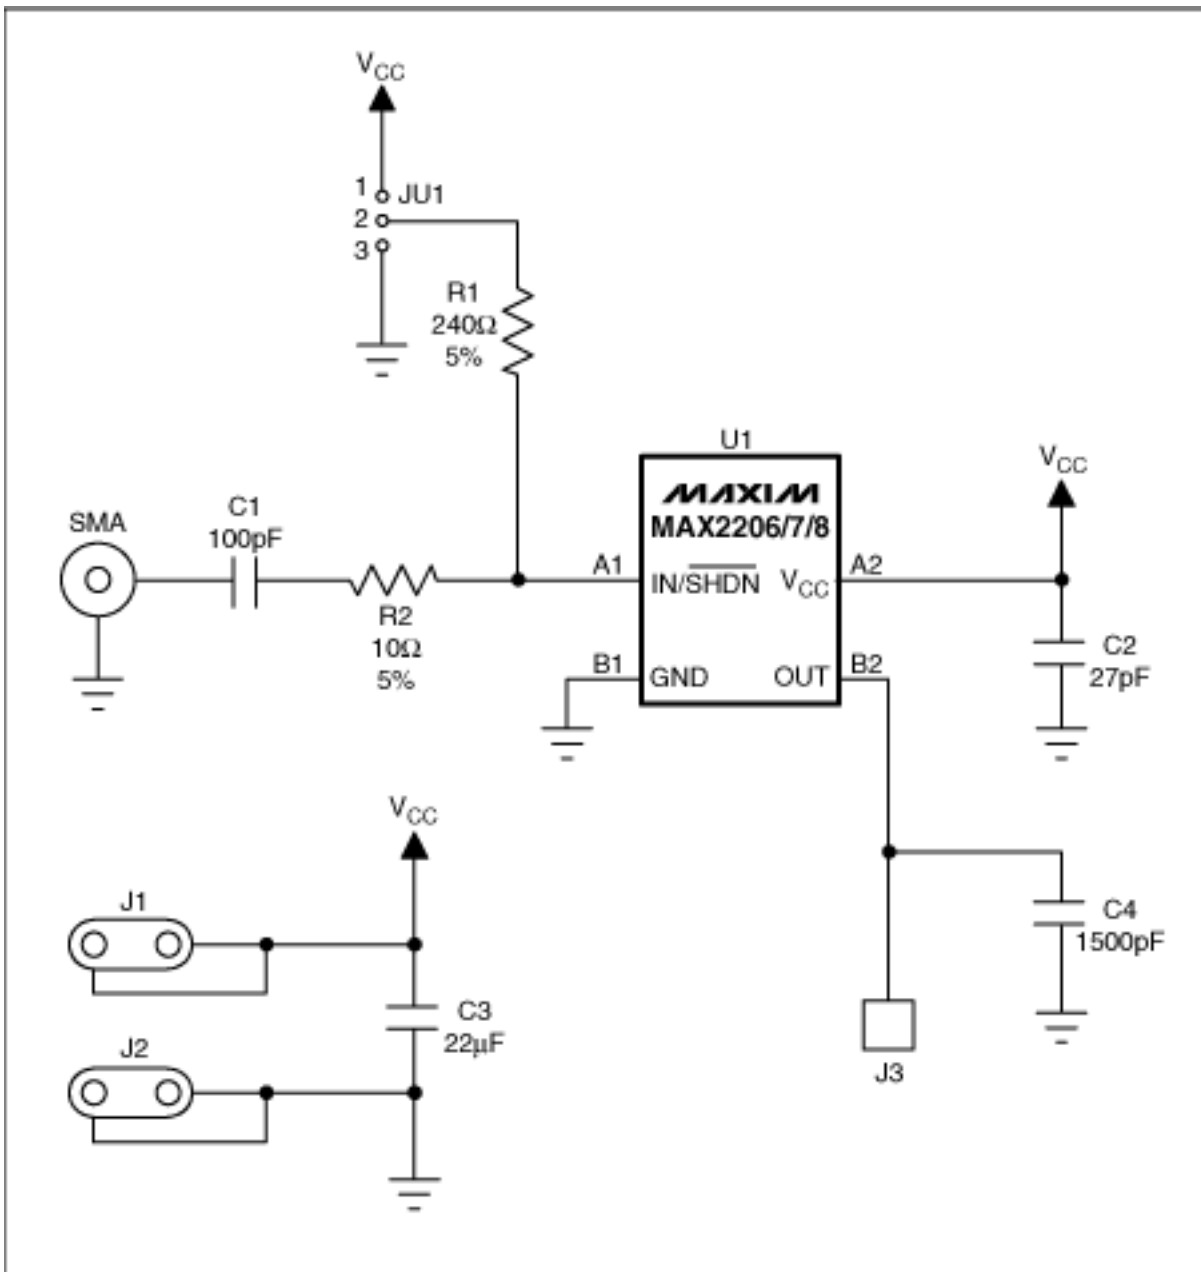 VCC
1
JU1
2
3
R1
240Ω
5%
U1
VCC
MAXIM
MAX2206/7/8
SMA
C1
100pF
A1
IN/SHDN
VCC
A2
R2
10Ω
5%
B1
GND
OUT
B2
C2
27pF
VCC
J1
C3
22µF
C4
1500pF
J2
J3